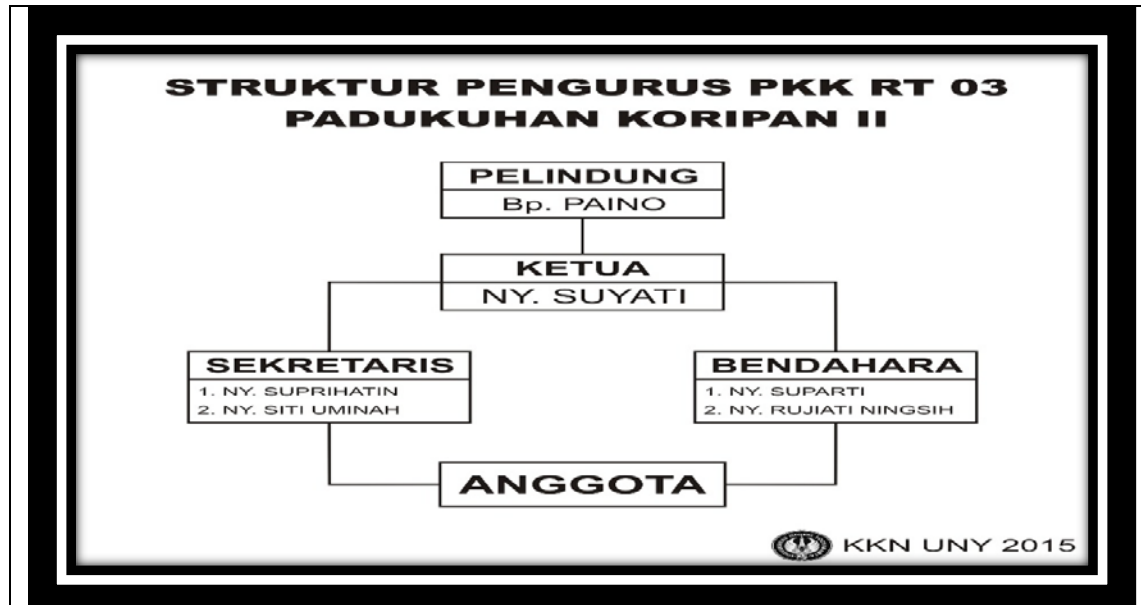 STRUKTUR PENGURUS PKK RT 03
PADUKUHAN KORIPAN II
PELINDUNG
Bp. PAINO
KETUA
NY. SUYATI
SEKRETARIS
1. NY. SUPRIHATIN
2. NY. SITI UMINAH
BENDAHARA
1. NY. SUPARTI
2. NY. RUJIATI NINGSIH
ANGGOTA
KKN UNY 2015